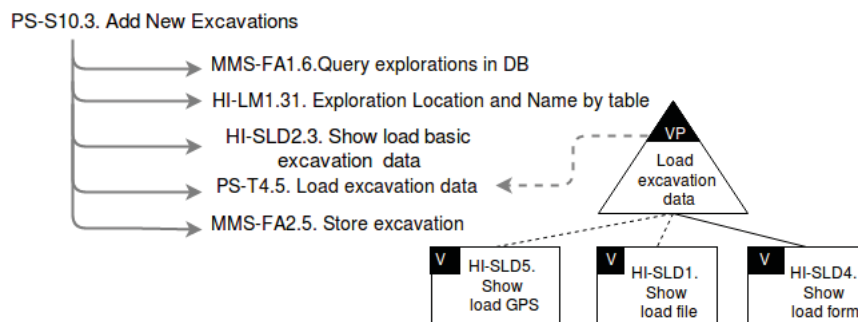 PS-S10.3. Add New Excavations
MMS-FA1.6.Query explorations in DB
HI-LM1.31. Exploration Location and Name by table
HI-SLD2.3. Show load basic
excavation data
PS-T4.5. Load excavation data
MMS-FA2.5. Store excavation
VP
Load
excavation
data
V
HI-SLD5.
Show
load GPS
V
HI-SLD1.
Show
load file
V
HI-SLD4.
Show
load form